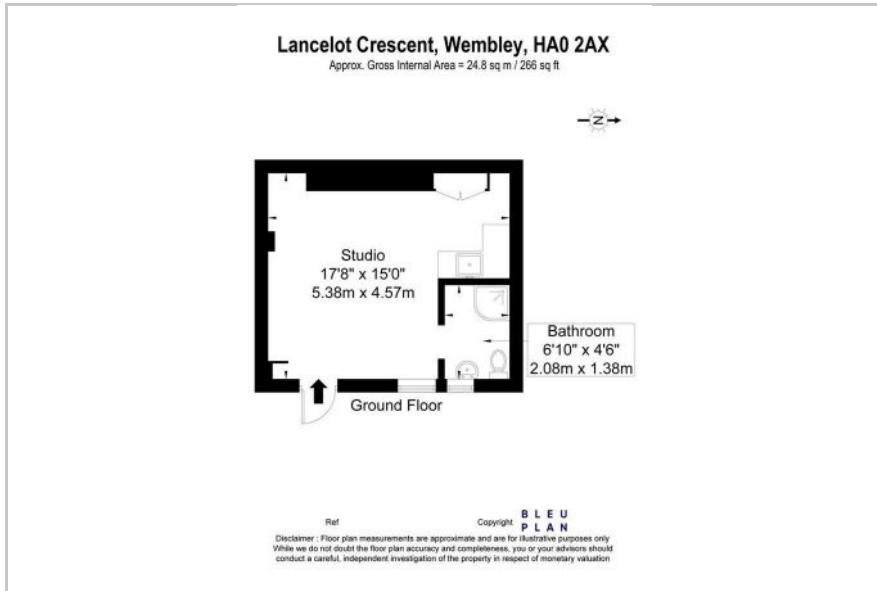 Lancelot Crescent, Wembley, HA0 2AX
Approx. Gross Internal Area = 24.8 sq m / 266 sq ft
N
Studio
17'8" x 15'0"
5.38m x 4.57m
Bathroom
6'10" x 4'6"
2.08m x 1.38m
Ground Floor
Ref
Copyright
BLEU
PLAN
Disclaimer : Floor plan measurements are approximate and are for illustrative purposes only
While we do not doubt the floor plan accuracy and completeness, you or your advisors should
conduct a careful, independent investigation of the property in respect of monetary valuation